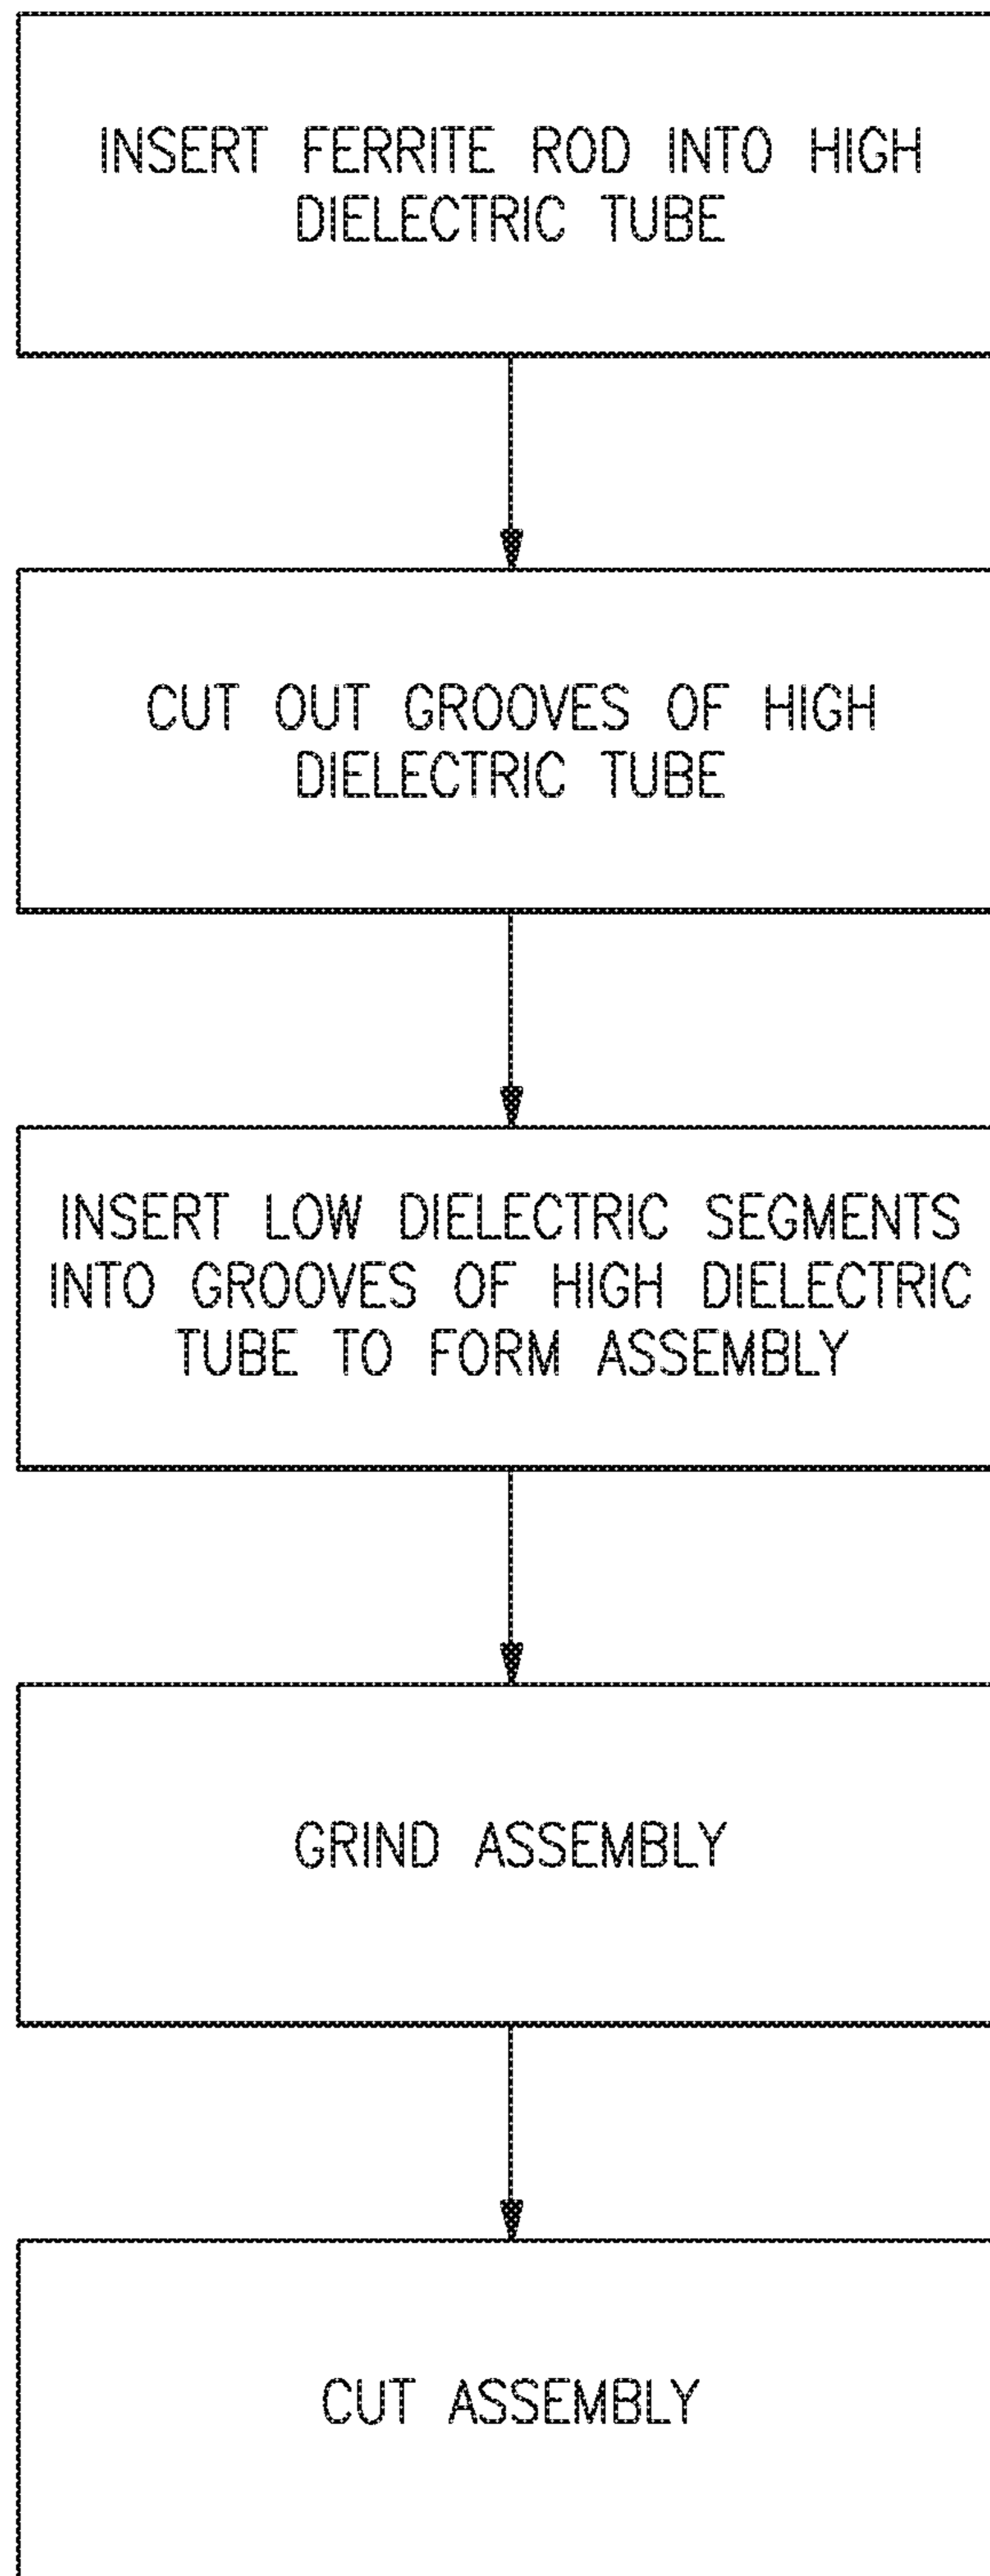 INSERT FERRITE ROD INTO HIGH
DIELECTRIC TUBE
CUT OUT GROOVES OF HIGH
DIELECTRIC TUBE
INSERT LOW DIELECTRIC SEGMENTS
INTO GROOVES OF HIGH DIELECTRIC
TUBE TO FORM ASSEMBLY
GRIND ASSEMBLY
CUT ASSEMBLY